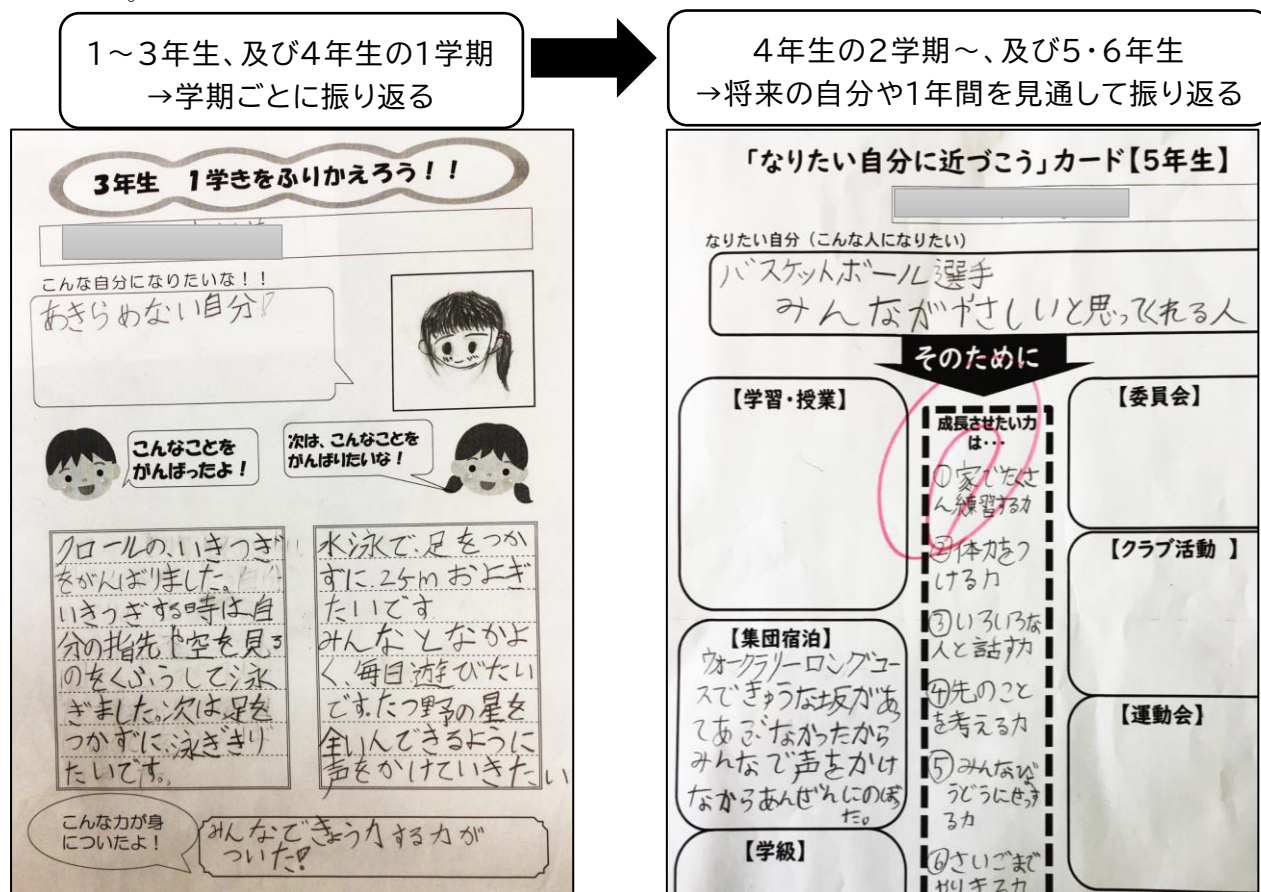 1～3年生、及び4年生の1学期
→学期ごとに振り返る
4年生の2学期～、及び5・6年生
→将来の自分や1年間を見通して振り返る
3年生　1学きをふりかえろう！！
こんな自分になりたいな！！
あきらめない自分!
こんなことを
がんばったよ！
次は、こんなことを
がんばりたいな！
クロールの、いきつぎ
をがんばりました。
いきつぎする時は、自
分の指先や空を見る
のをくふうして泳
ぎました。次は、足を
つかずに、泳ぎきり
たいです。
水泳で、足をつか
ずに、25mおよぎ
たいです
みんなとなかよ
く、毎日遊びたい
です。たつ野の星を
全いんでできるように
声をかけていきたい
こんな力が身
についたよ！
みんなできょう力する力が
ついた!
「なりたい自分に近づこう」カード【5年生】
なりたい自分（こんな人になりたい）
バスケットボール選手
みんながやさしいと思ってくれる人
そのために
【学習・授業】
【集団宿泊】
ウォークラリーロングコー
スできゅうな坂があ
てあぶなかったから
みんなで声をかけ
ながらあんぜんにのぼ
た。
【学級】
成長させたい力
は・・・
①家でたくさ
ん練習する力
②体力をつ
ける力
③いろいろな
人と話す力
④先のこと
を考える力
⑤みんなびょ
うどうにせっす
る力
⑥さいごまで
やりきる力
【委員会】
【クラブ活動 】
【運動会】